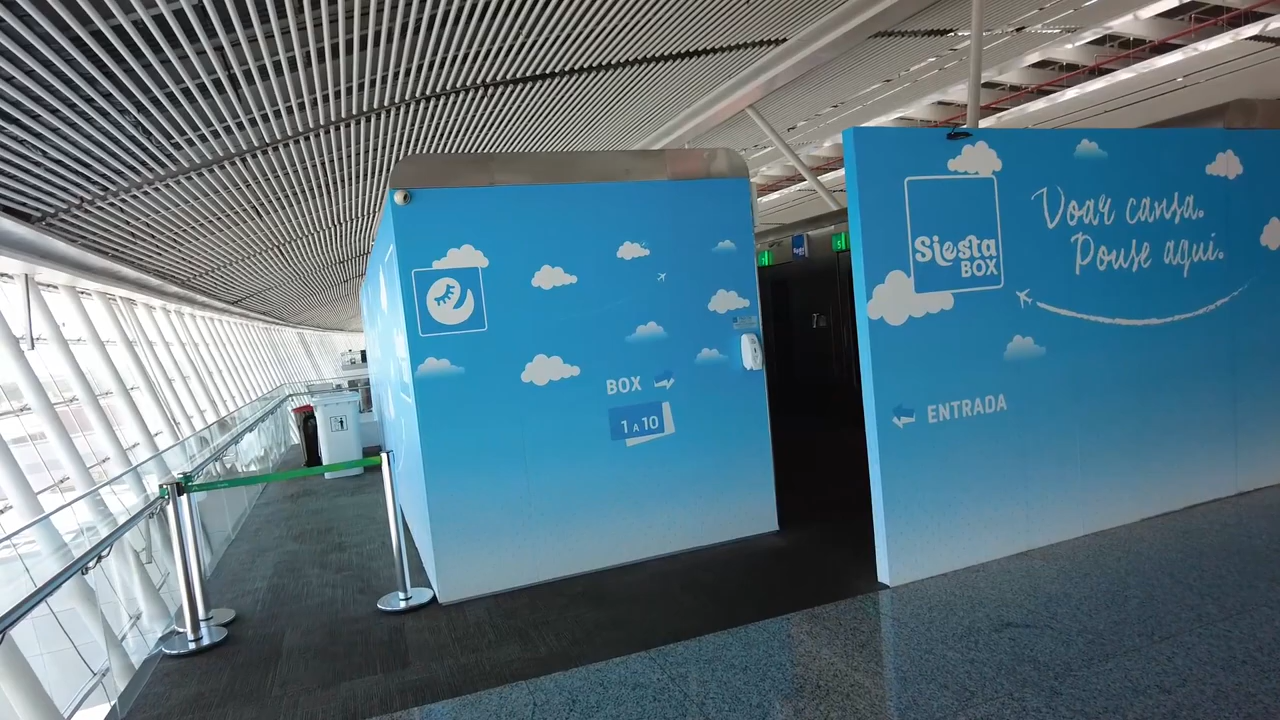 BOX
1 A 10
Siesta
BOX
Voar cansa.
Pouse aqui.
ENTRADA